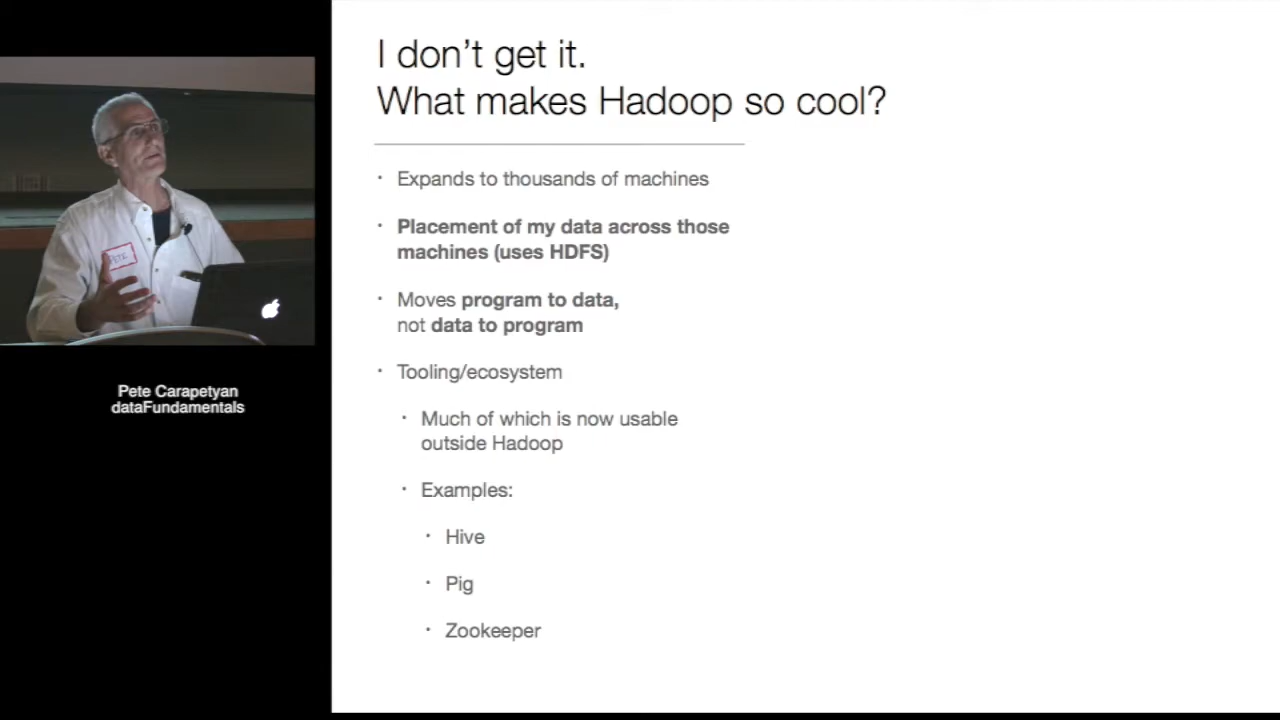 I don't get it.
What makes Hadoop so cool?
· Expands to thousands of machines
· Placement of my data across those
machines (uses HDFS)
· Moves program to data,
not data to program
· Tooling/ecosystem
· Much of which is now usable
outside Hadoop
· Examples:
· Hive
· Pig
· Zookeeper
PETE
Pete Carapetyan
dataFundamentals